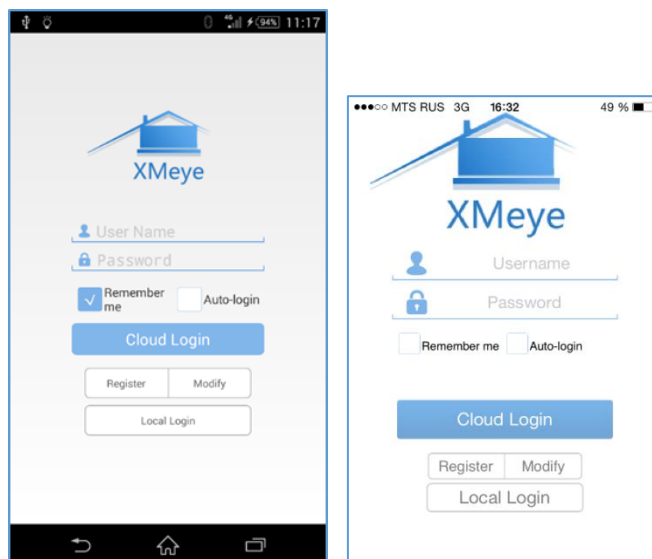 4G 94% 11:17
XMeye
User Name
Password
Remember me
Auto-login
Cloud Login
Register Modify
Local Login
MTS RUS 3G 16:32 49 %
XMeye
Username
Password
Remember me Auto-login
Cloud Login
Register Modify
Local Login